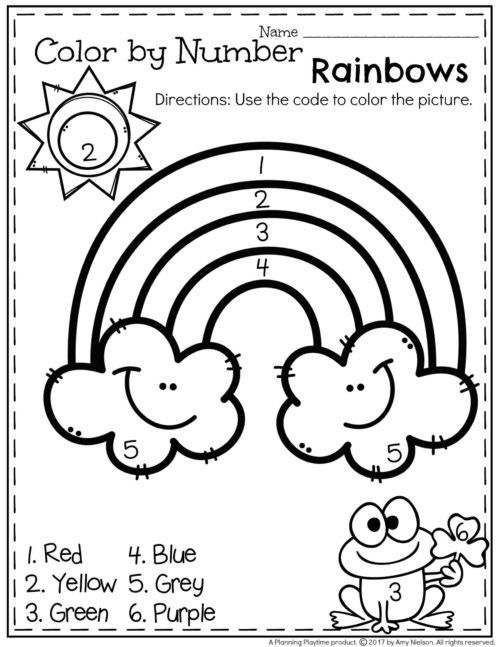 Name
Color by Number
Rainbows
Directions: Use the code to color the picture.
2
1
2
3
4
5
5
1. Red
4. Blue
2. Yellow
5. Grey
3. Green
6. Purple
6
3
A Planning Playtime product. © 2017 by Amy Nielson. All rights reserved.